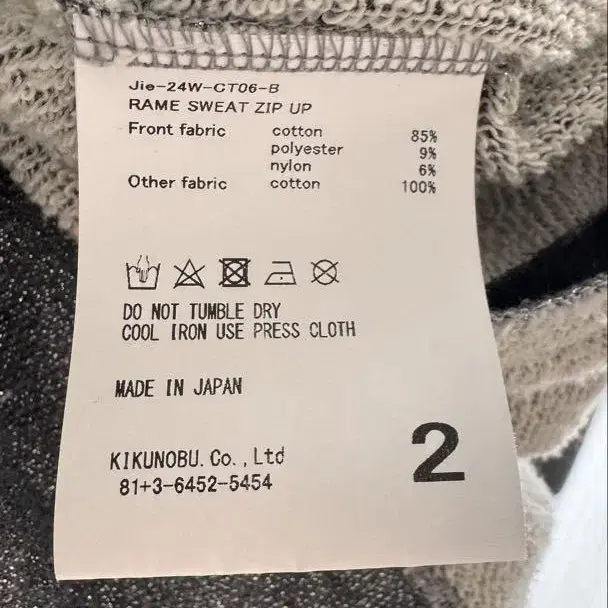 Jie-24W-CT06-B
RAME SWEAT ZIP UP
Front fabric cotton 85%
polyester 9%
nylon 6%
Other fabric cotton 100%
DO NOT TUMBLE DRY
COOL IRON USE PRESS CLOTH
MADE IN JAPAN
KIKUNOBU.Co.,Ltd
81+3-6452-5454
2